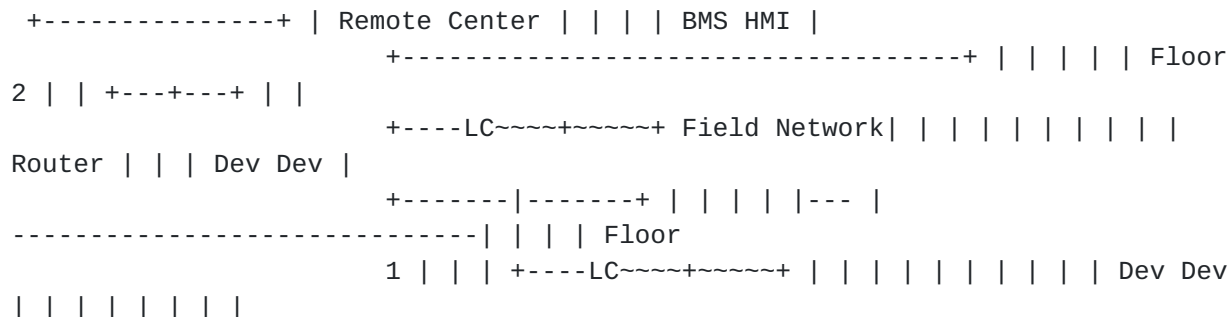 +---------------+ | Remote Center | | | | BMS HMI |
+------------------------------------+ | | | | | Floor
2 | | +---+---+ | |
+----LC~~~~+~~~~~+ Field Network| | | | | | | | | |
Router | | | Dev Dev |
+-------|-------+ | | | | |--- |
------------------------------| | | | Floor
1 | | | +----LC~~~~+~~~~~+ | | | | | | | | | | Dev Dev
| | | | | | | |